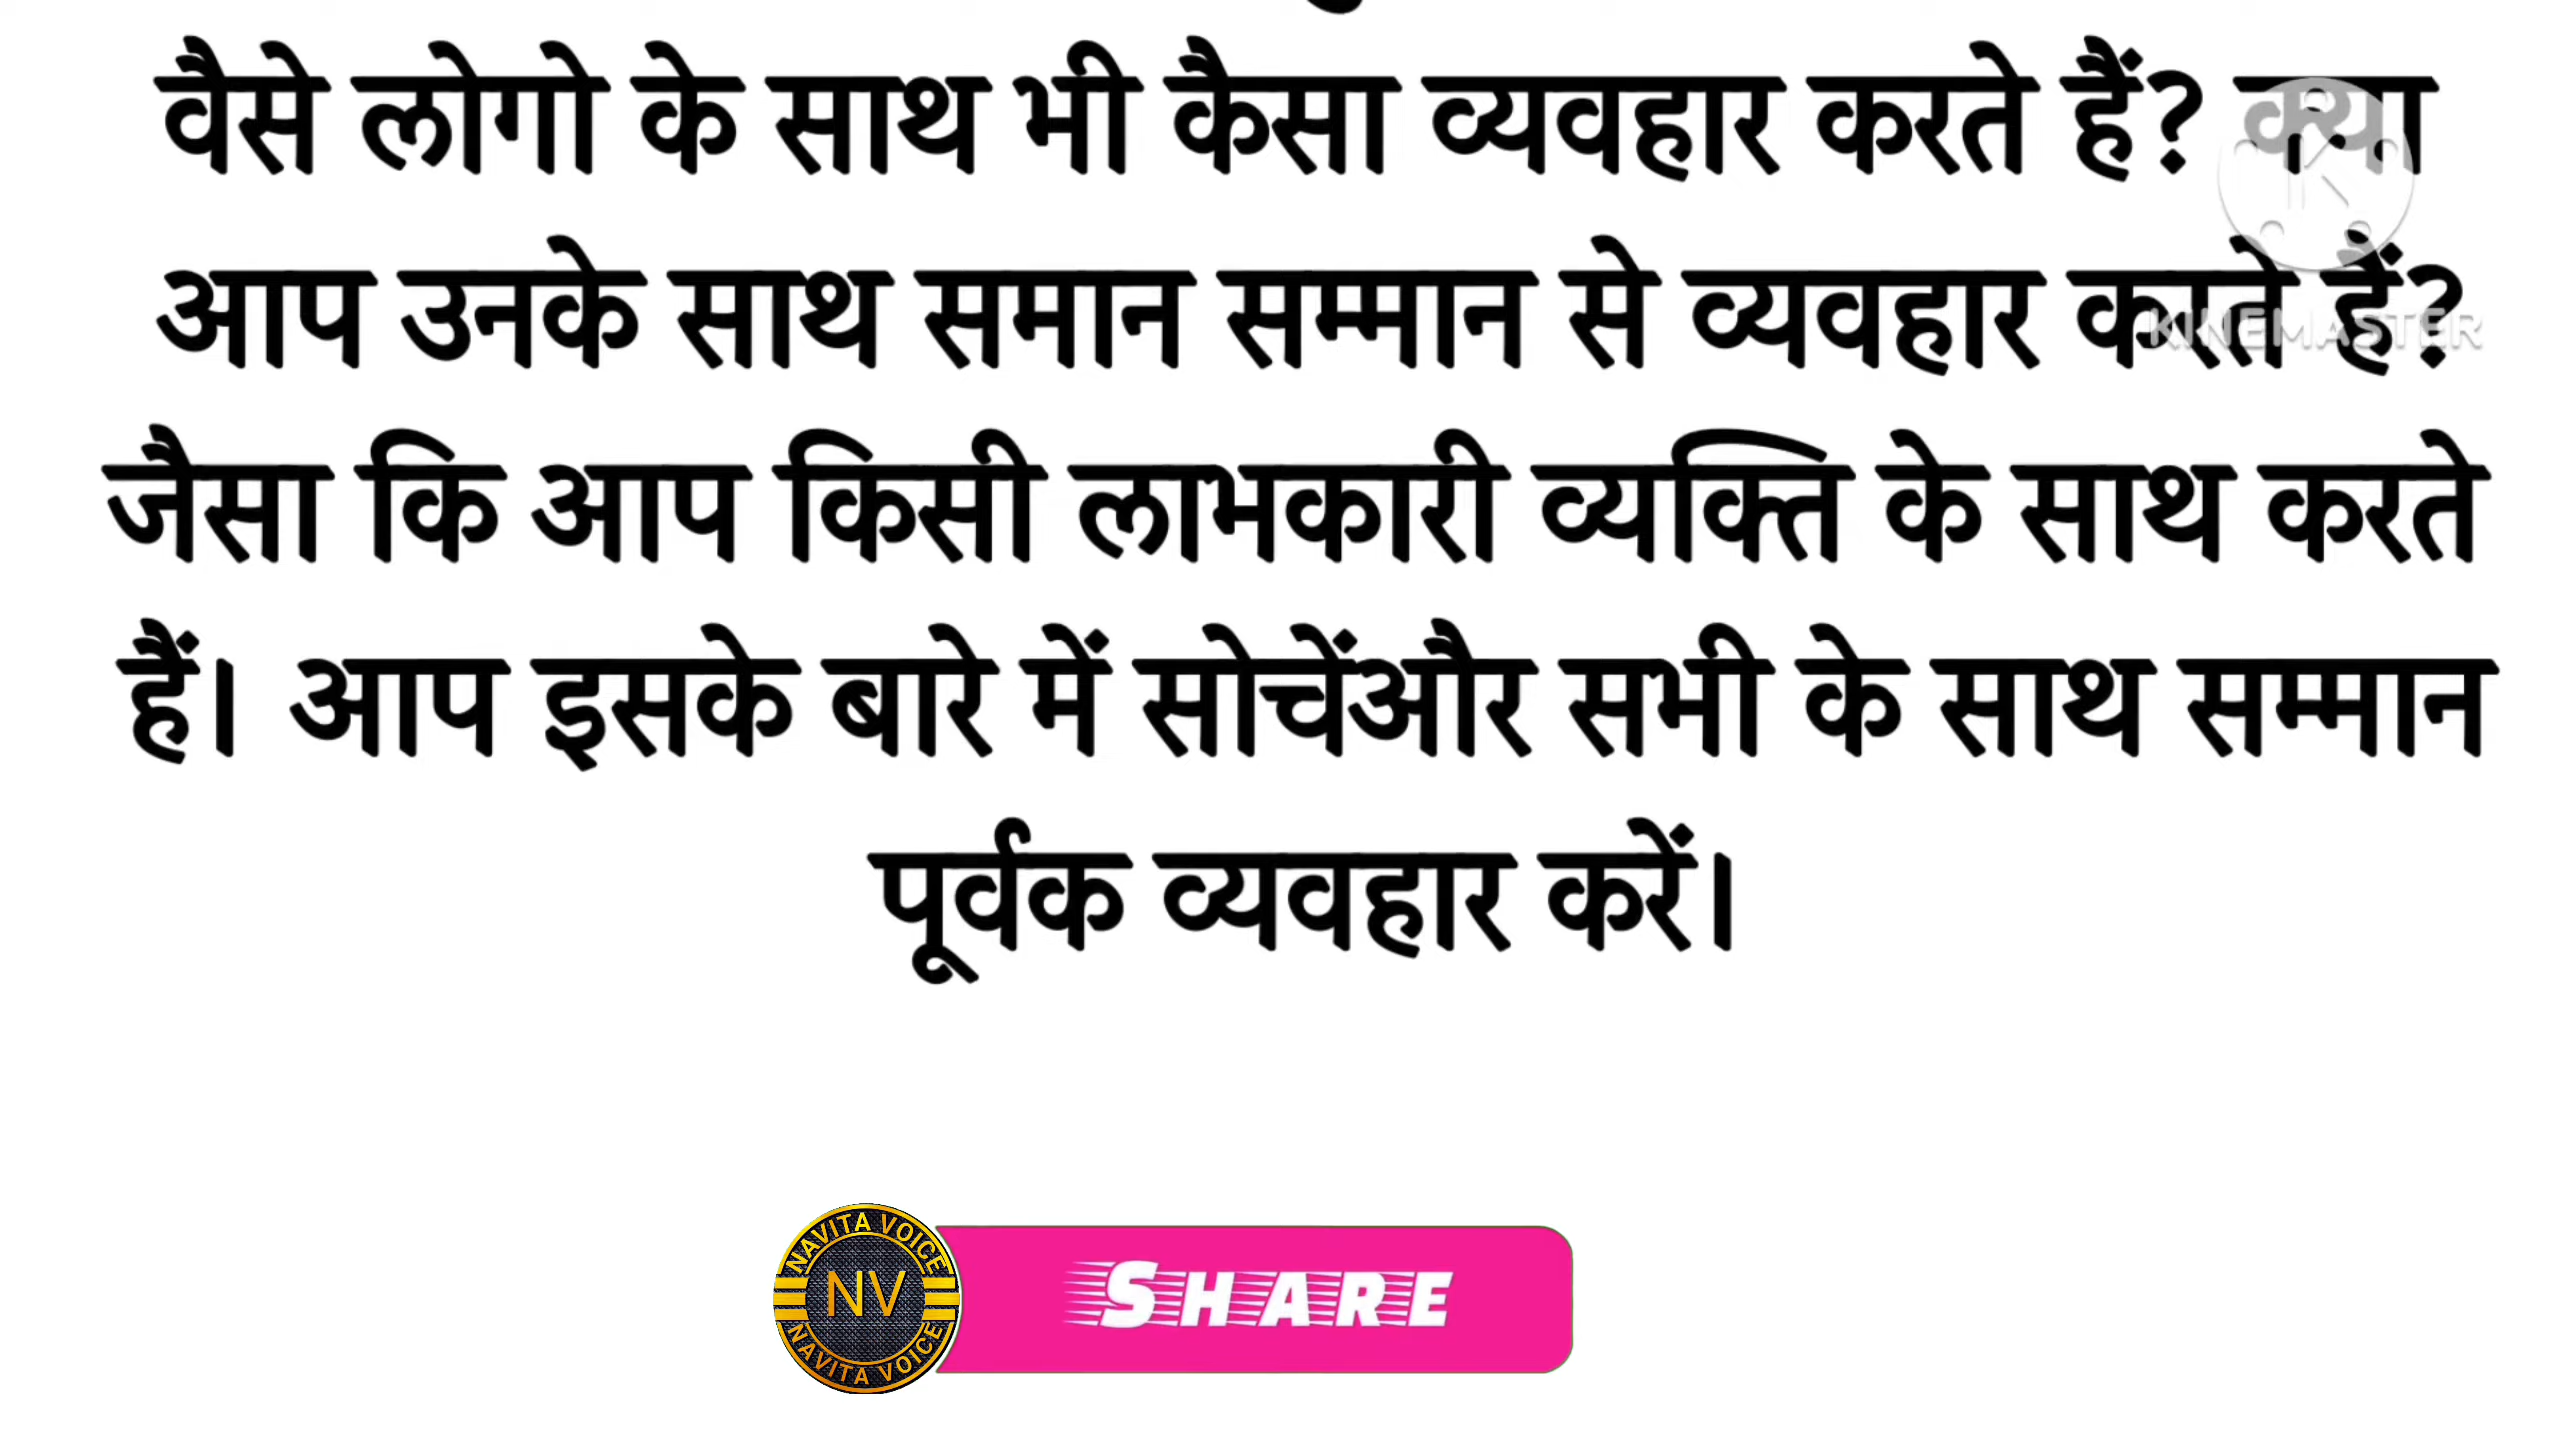 वैसे लोगो के साथ भी कैसा व्यवहार करते हैं? क्या
आप उनके साथ समान सम्मान से व्यवहार करते हैं?
KINEMASTER
जैसा कि आप किसी लाभकारी व्यक्ति के साथ करते
हैं। आप इसके बारे में सोचेंऔर सभी के साथ सम्मान
पूर्वक व्यवहार करें।
NAVITA VOICE
NV
NAVITA VOICE
SHARE